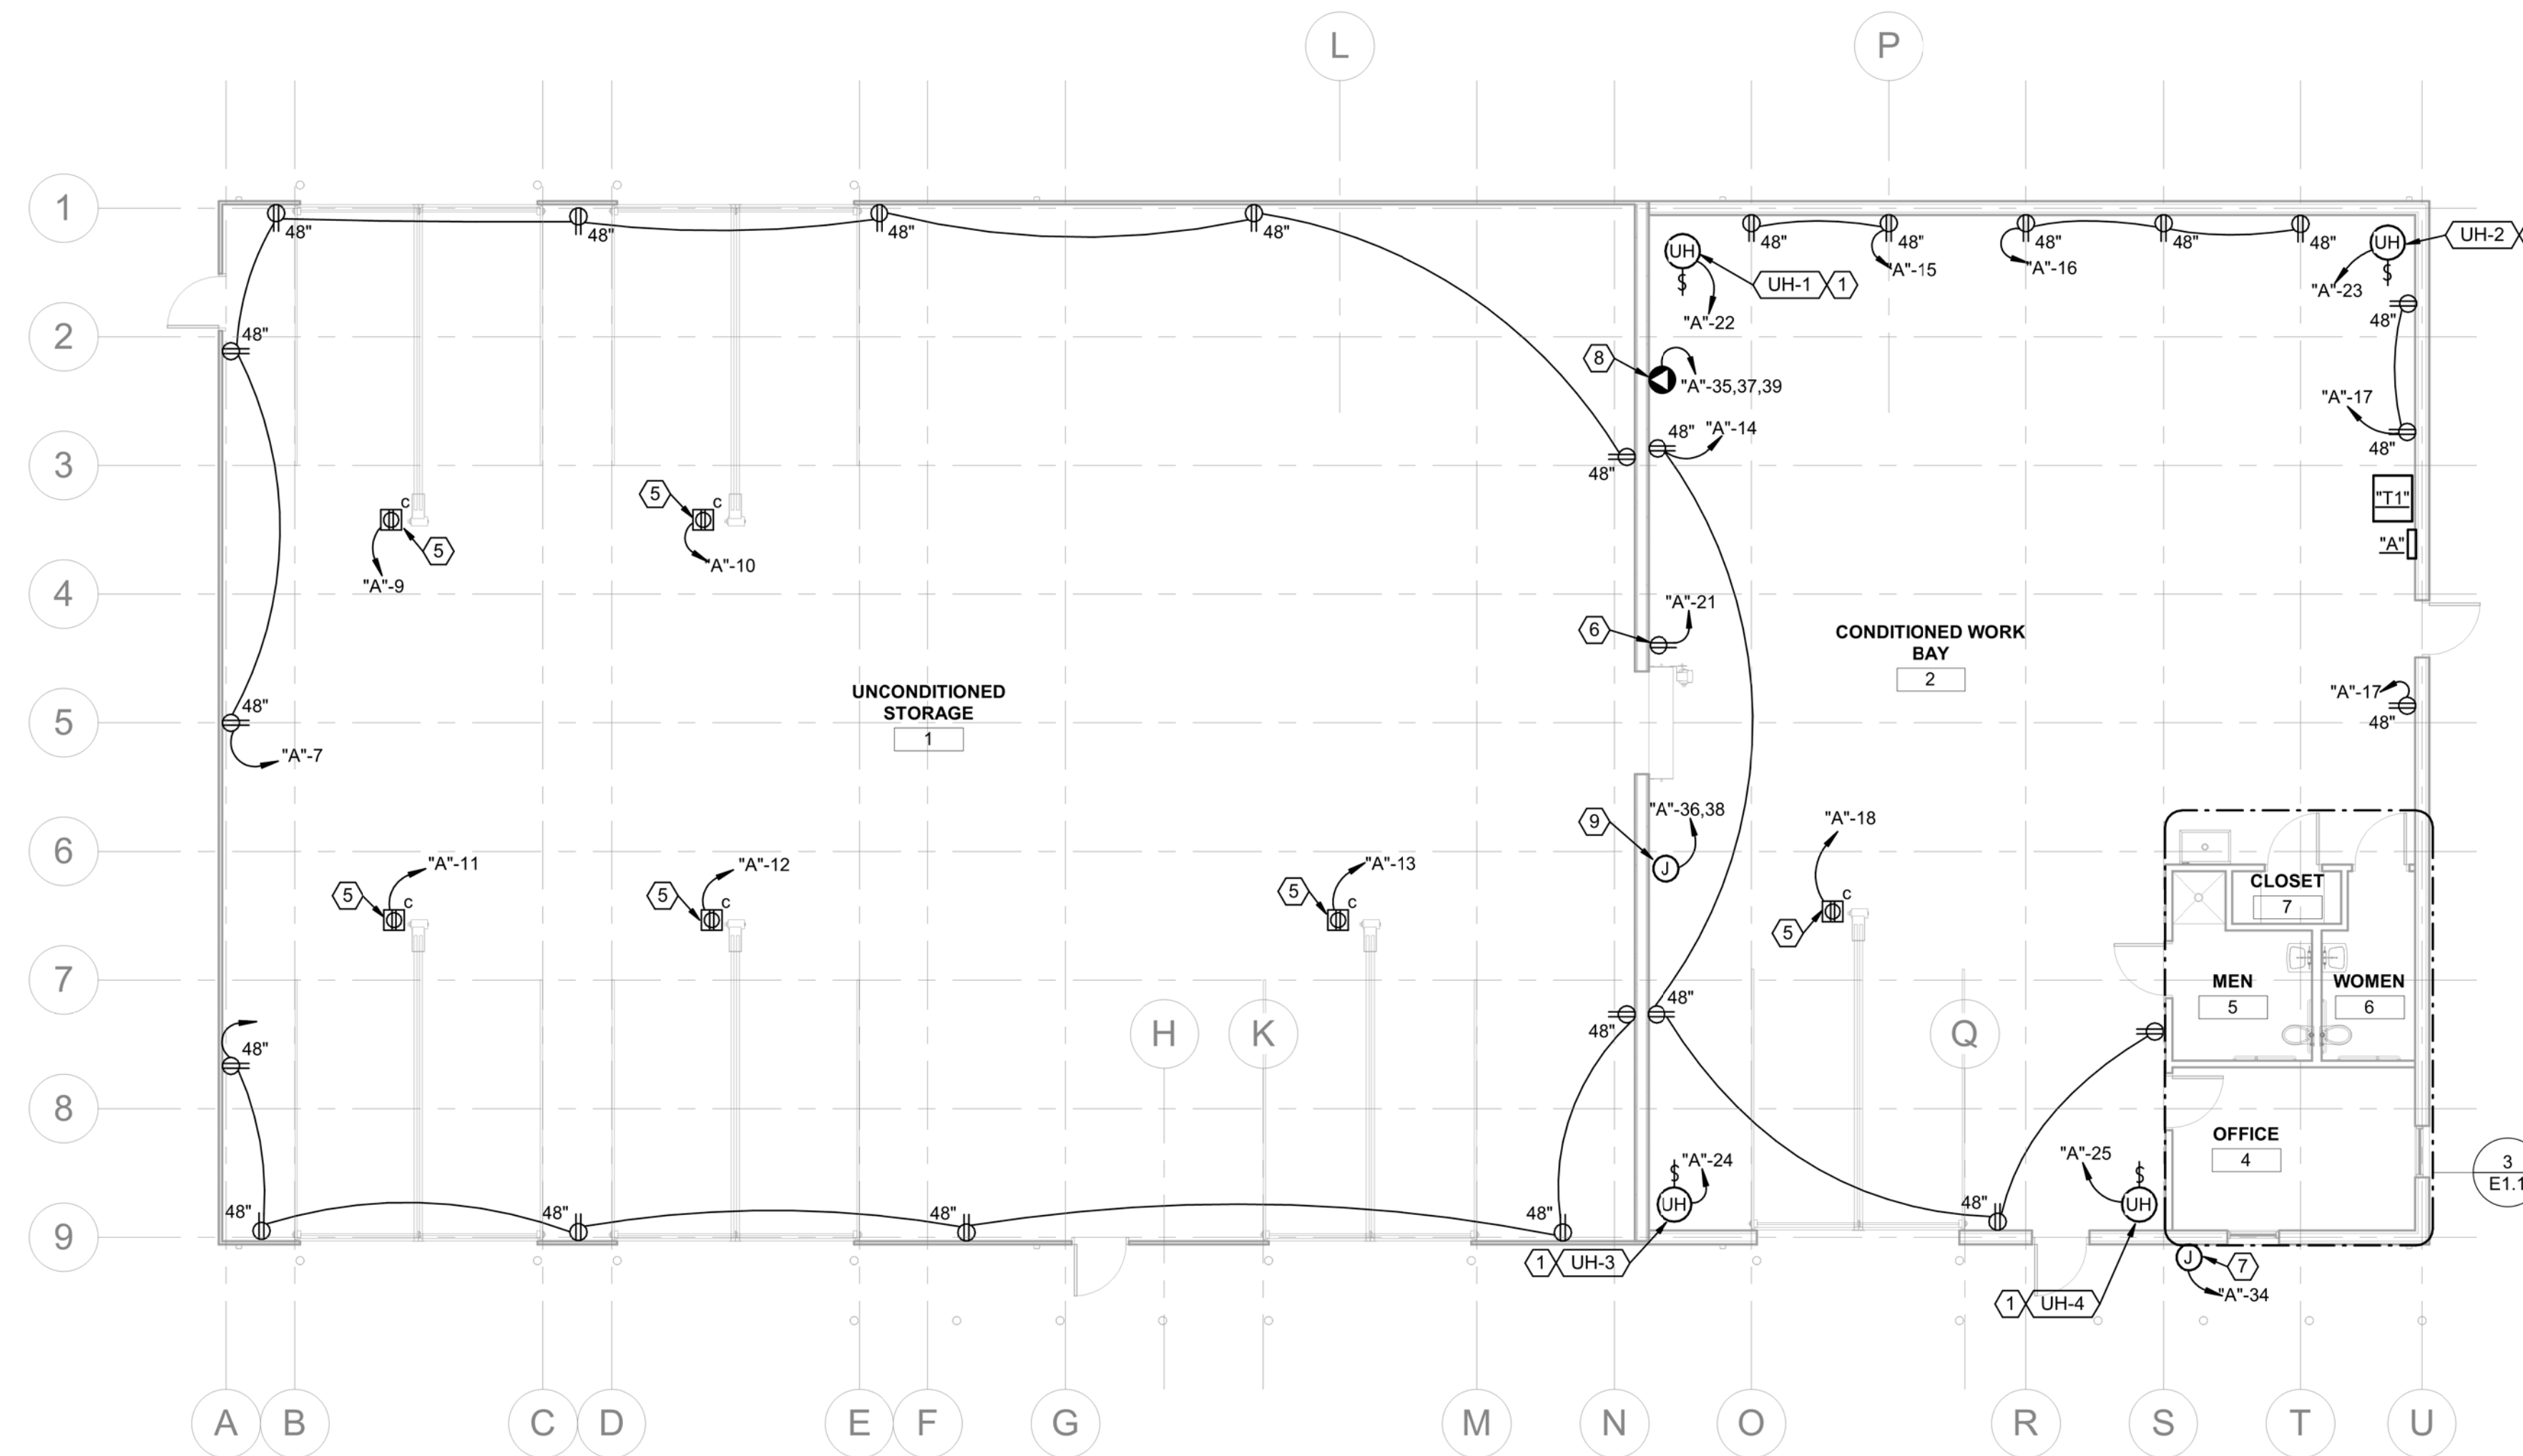 L
P
1
48"
48"
48"
48"
48"
48"
48"
48"
48"
UH
UH
UH-2
"A"-15
"A"-16
UH-1
1
$
$
"A"-23
"A"-22
48"
2
48"
8
"A"-35,37,39
"A"-17
48"
"A"-14
48"
3
48"
5
c
c
"T1"
5
"A"
"A"-10
"A"-9
4
"A"-21
6
CONDITIONED WORK
BAY
2
UNCONDITIONED
STORAGE
1
48"
"A"-17
48"
5
"A"-7
"A"-36,38
9
"A"-18
6
J
"A"-11
"A"-12
"A"-13
5
c
5
c
5
c
5
c
CLOSET
7
7
MEN
5
WOMEN
6
48"
48"
H
K
Q
48"
8
OFFICE
4
"A"-24
"A"-25
$
$
UH
UH
3
E1.1
48"
48"
48"
48"
48"
9
1
UH-3
J
7
"A"-34
1
UH-4
A
B
C
D
E
F
G
M
N
O
R
S
T
U